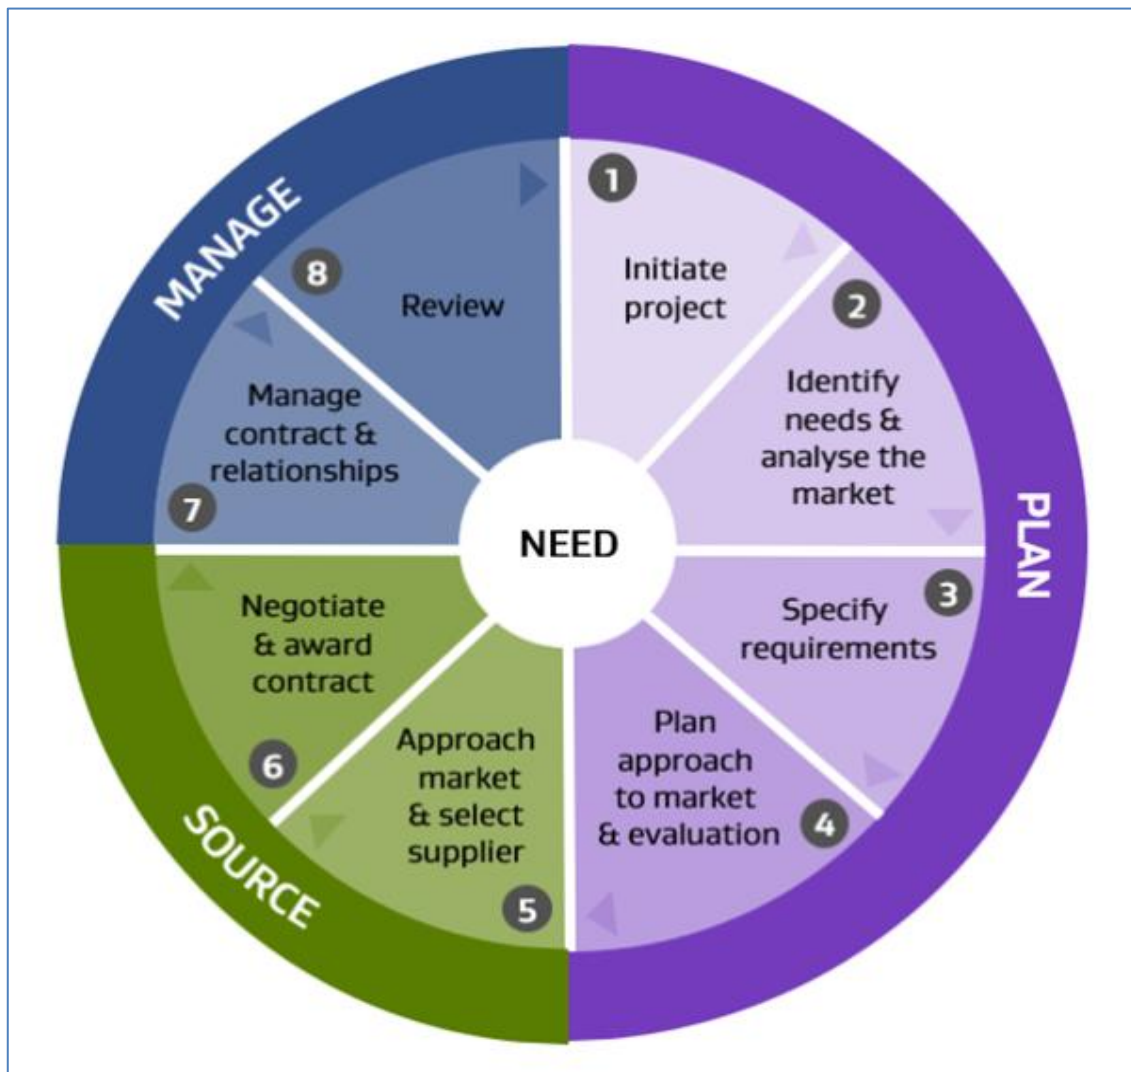 MANAGE
PLAN
SOURCE
NEED
1
Initiate
project
2
Identify
needs &
analyse the
market
3
Specify
requirements
4
Plan
approach
to market
& evaluation
5
Approach
market
& select
supplier
6
Negotiate
& award
contract
7
Manage
contract &
relationships
8
Review